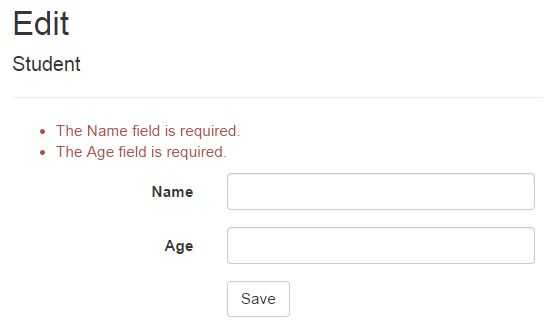 Edit
Student
The Name field is required.
The Age field is required.
Name
Age
Save